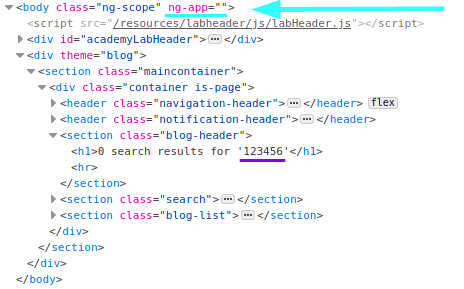 <body class="ng-scope" ng-app="">
<script src="/resources/labheader/js/labHeader.js"></script>
<div id="academyLabHeader">⋯</div>
<div theme="blog">
<section class="maincontainer">
<div class="container is-page">
<header class="navigation-header">⋯</header> flex
<header class="notification-header">⋯</header>
<section class="blog-header">
<h1>0 search results for '123456'</h1>
<hr>
</section>
<section class="search">⋯</section>
<section class="blog-list">⋯</section>
</div>
</section>
</div>
</body>